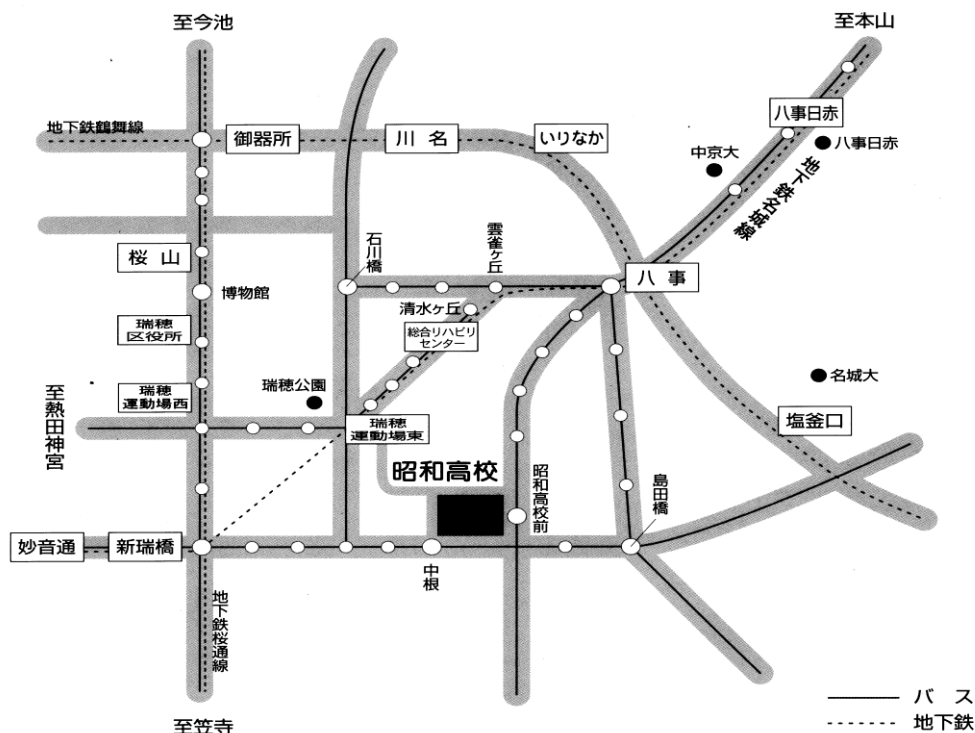 至今池
至本山
地下鉄鶴舞線
御器所
川名
いりなか
八事日赤
八事日赤
中京大
地下鉄名城線
桜山
石川橋
雲雀ヶ丘
八事
博物館
清水ヶ丘
瑞穂
区役所
総合リハビリ
センター
至熱田神宮
瑞穂
運動場西
瑞穂公園
名城大
瑞穂
運動場東
塩釜口
昭和高校
昭和高校前
島田橋
妙音通
新瑞橋
中根
地下鉄桜通線
至笠寺
バス
地下鉄